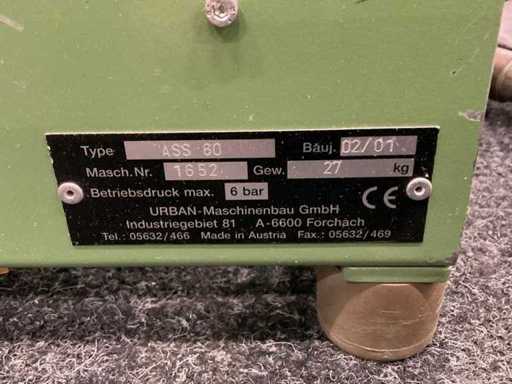 Type ASS 60 Bauj. 02/01
Masch.Nr. 1652 Gew. 27 kg
Betriebsdruck max. 6 bar CE
URBAN-Maschinenbau GmbH
Industriegebiet 81 A-6600 Forchach
Tel.: 05632/466 Made in Austria Fax.: 05632/469